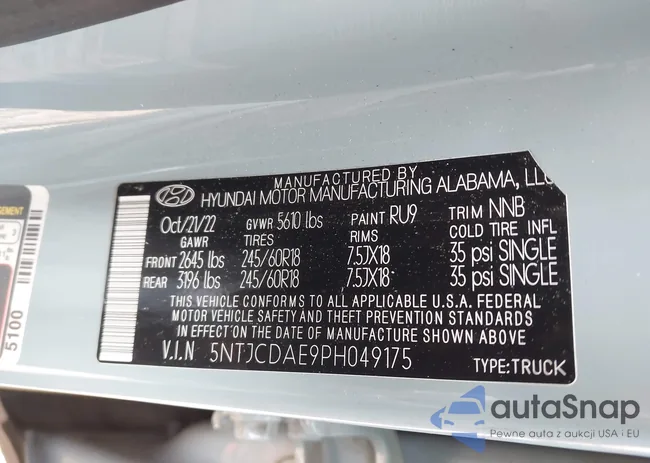 MANUFACTURED BY
HYUNDAI MOTOR MANUFACTURING ALABAMA, LLC
Oct/21/22 GVWR 5610 lbs PAINT RU9 TRIM NNB
GAWR TIRES RIMS COLD TIRE INFL
FRONT 2645 lbs 245/60R18 7.5JX18 35 psi SINGLE
REAR 3196 lbs 245/60R18 7.5JX18 35 psi SINGLE
THIS VEHICLE CONFORMS TO ALL APPLICABLE U.S.A. FEDERAL
MOTOR VEHICLE SAFETY AND THEFT PREVENTION STANDARDS
IN EFFECT ON THE DATE OF MANUFACTURE SHOWN ABOVE.
V.I.N 5NTJCDAE9PH049175 TYPE:TRUCK
5100
autaSnap
Pewne auta z aukcji USA i EU